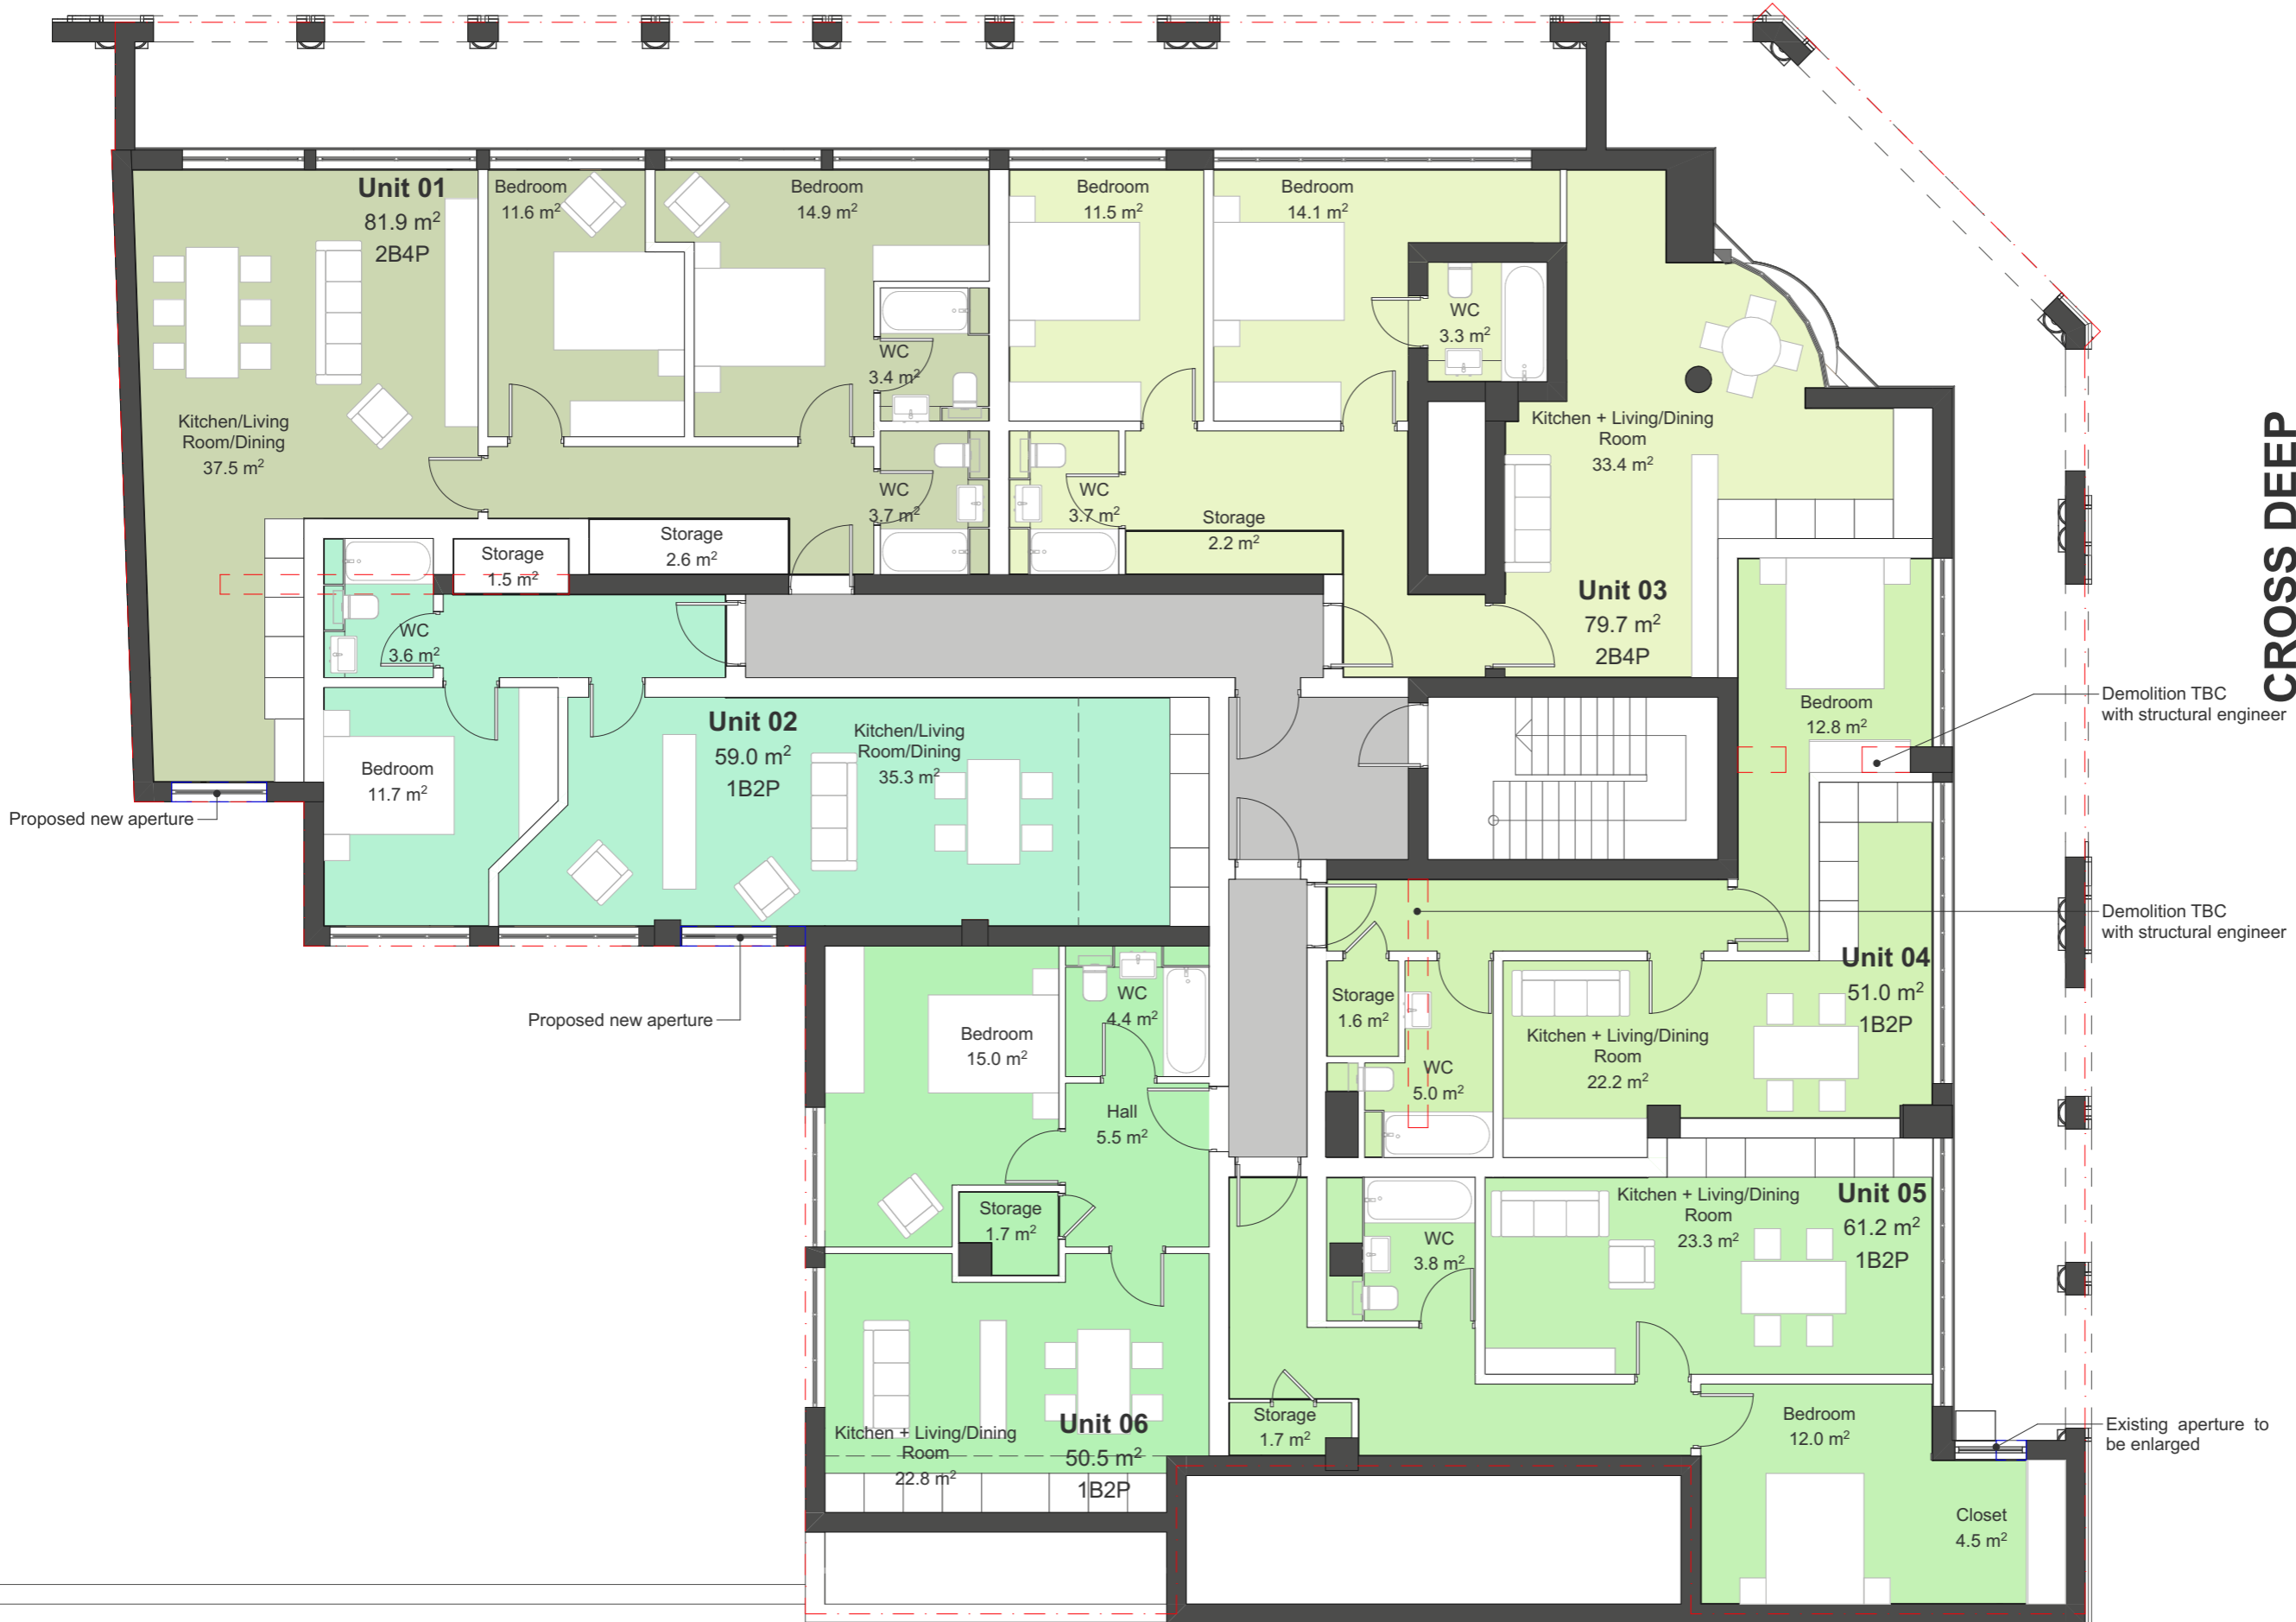 Unit 01
81.9 m²
2B4P
Bedroom
11.6 m²
Bedroom
14.9 m²
Bedroom
11.5 m²
Bedroom
14.1 m²
WC
3.4 m²
WC
3.3 m²
Kitchen/Living
Room/Dining
37.5 m²
Kitchen + Living/Dining
Room
33.4 m²
WC
3.7 m²
WC
3.7 m²
Storage
2.2 m²
Storage
1.5 m²
Storage
2.6 m²
Unit 03
79.7 m²
2B4P
CROSS DEEP
WC
3.6 m²
Bedroom
12.8 m²
Demolition TBC
with structural engineer
Unit 02
59.0 m²
1B2P
Kitchen/Living
Room/Dining
35.3 m²
Bedroom
11.7 m²
Proposed new aperture
Demolition TBC
with structural engineer
Unit 04
51.0 m²
1B2P
Proposed new aperture
Bedroom
15.0 m²
WC
4.4 m²
Storage
1.6 m²
Kitchen + Living/Dining
Room
22.2 m²
WC
5.0 m²
Hall
5.5 m²
Storage
1.7 m²
WC
3.8 m²
Kitchen + Living/Dining
Room
23.3 m²
Unit 05
61.2 m²
1B2P
Kitchen + Living/Dining
Room
22.8 m²
Unit 06
50.5 m²
1B2P
Storage
1.7 m²
Bedroom
12.0 m²
Existing aperture to
be enlarged
Closet
4.5 m²